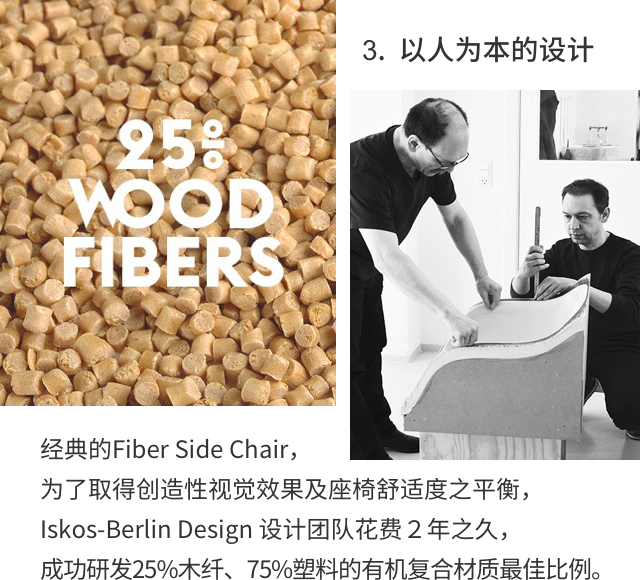 25%
WOOD
FIBERS
3. 以人为本的设计
经典的Fiber Side Chair，
为了取得创造性视觉效果及座椅舒适度之平衡，
Iskos-Berlin Design 设计团队花费 2 年之久，
成功研发25%木纤、75%塑料的有机复合材质最佳比例。